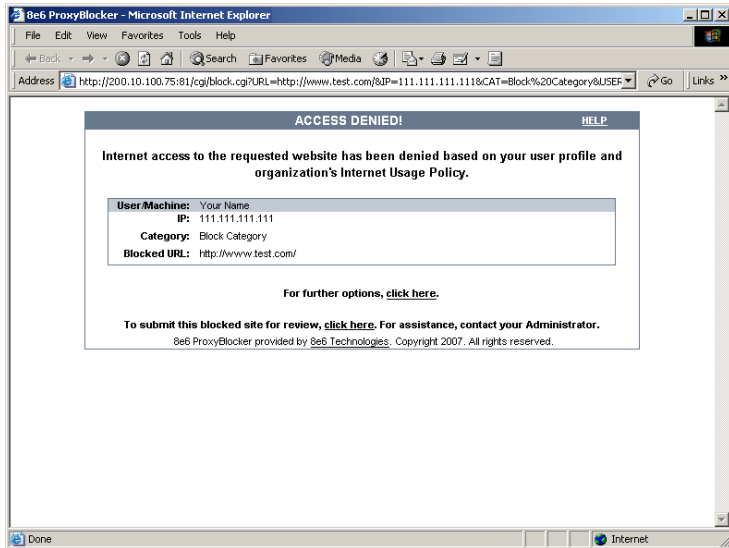 8e6 ProxyBlocker - Microsoft Internet Explorer
File Edit View Favorites Tools Help
Back Search Favorites Media
Address http://200.10.100.75:81/cgi/block.cgi?URL=http://www.test.com/&IP=111.111.111.111&CAT=Block%20Category&USER Go Links »
ACCESS DENIED! HELP
Internet access to the requested website has been denied based on your user profile and
organization's Internet Usage Policy.
User/Machine: Your Name
IP: 111.111.111.111
Category: Block Category
Blocked URL: http://www.test.com/
For further options, click here.
To submit this blocked site for review, click here. For assistance, contact your Administrator.
8e6 ProxyBlocker provided by 8e6 Technologies. Copyright 2007. All rights reserved.
Done Internet